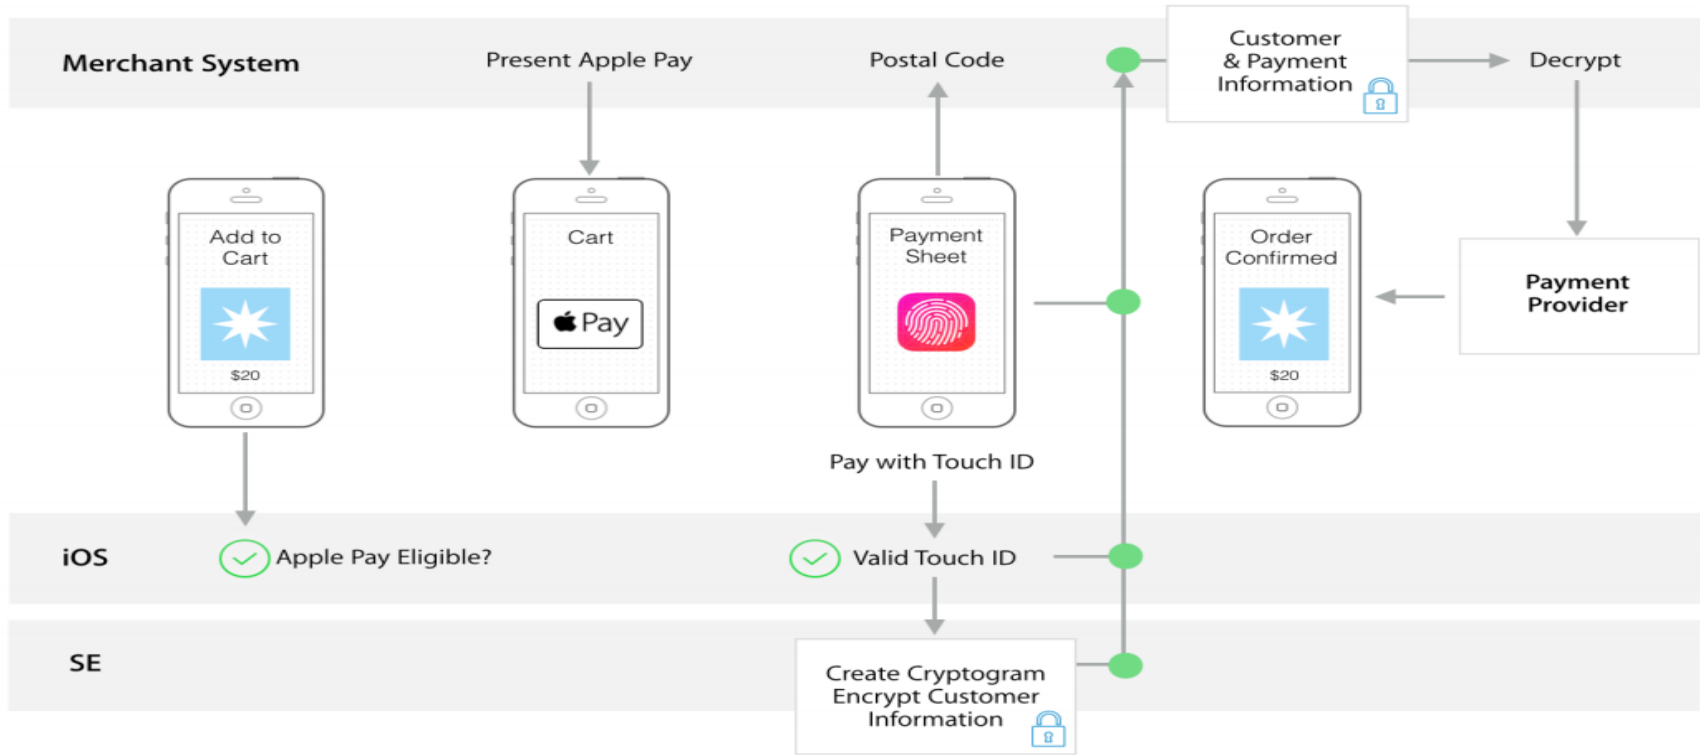 Merchant System
Present Apple Pay
Postal Code
Customer
& Payment
Information
Decrypt
Add to
Cart
$20
Cart
Pay
Payment
Sheet
Order
Confirmed
$20
Payment
Provider
Pay with Touch ID
iOS
Apple Pay Eligible?
Valid Touch ID
SE
Create Cryptogram
Encrypt Customer
Information